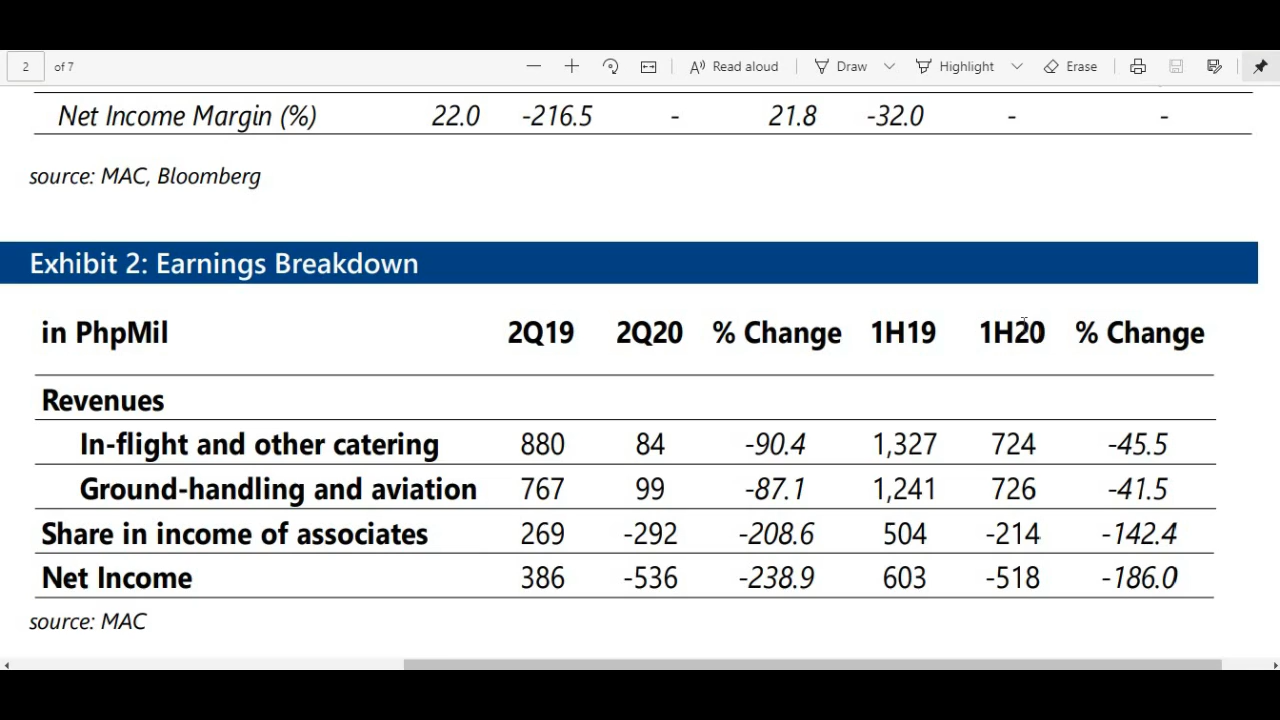 2 of 7 Read aloud Draw Highlight Erase
Net Income Margin (%) 22.0 -216.5 - 21.8 -32.0 - -
source: MAC, Bloomberg
Exhibit 2: Earnings Breakdown
in PhpMil 2Q19 2Q20 % Change 1H19 1H20 % Change
Revenues
In-flight and other catering 880 84 -90.4 1,327 724 -45.5
Ground-handling and aviation 767 99 -87.1 1,241 726 -41.5
Share in income of associates 269 -292 -208.6 504 -214 -142.4
Net Income 386 -536 -238.9 603 -518 -186.0
source: MAC